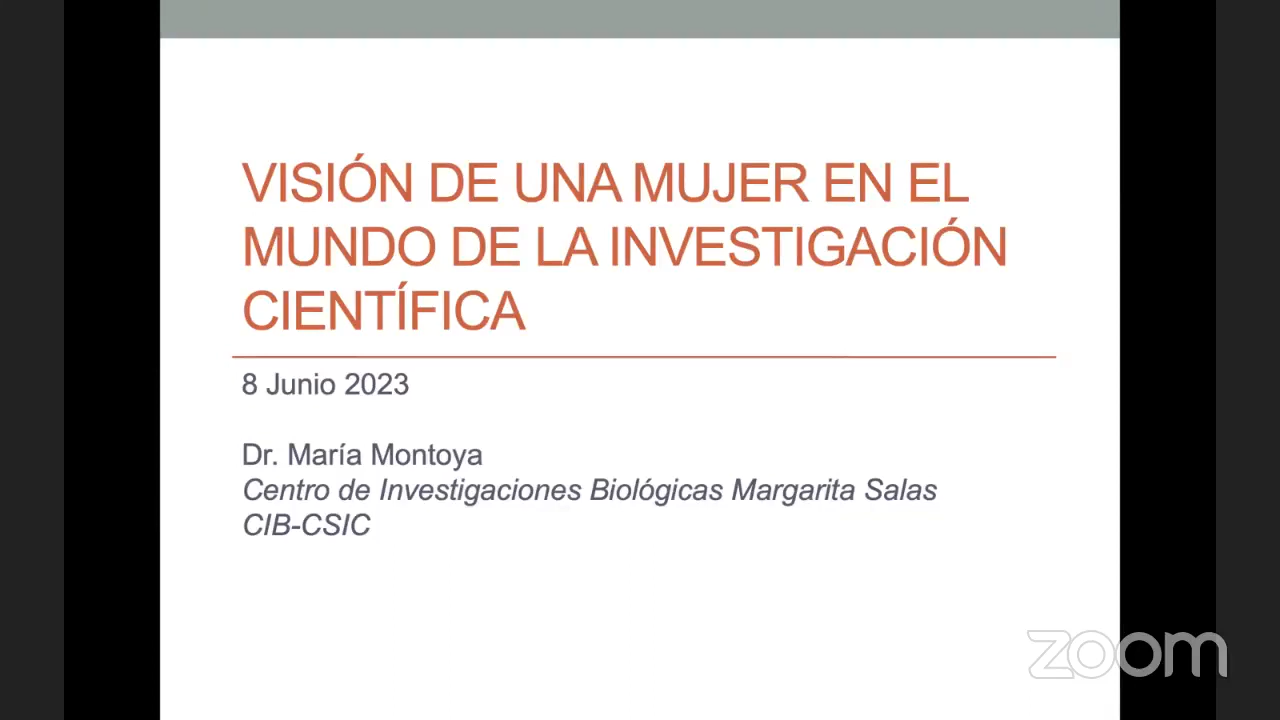 VISIÓN DE UNA MUJER EN EL
MUNDO DE LA INVESTIGACIÓN
CIENTÍFICA
8 Junio 2023
Dr. María Montoya
Centro de Investigaciones Biológicas Margarita Salas
CIB-CSIC
zoom